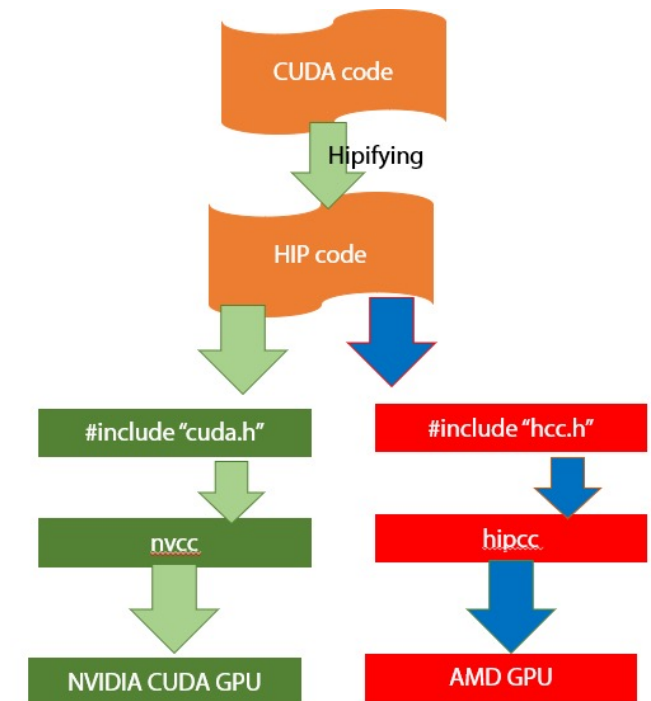 CUDA code
Hipifying
HIP code
#include “cuda.h”
#include “hcc.h”
nvcc
hipcc
NVIDIA CUDA GPU
AMD GPU